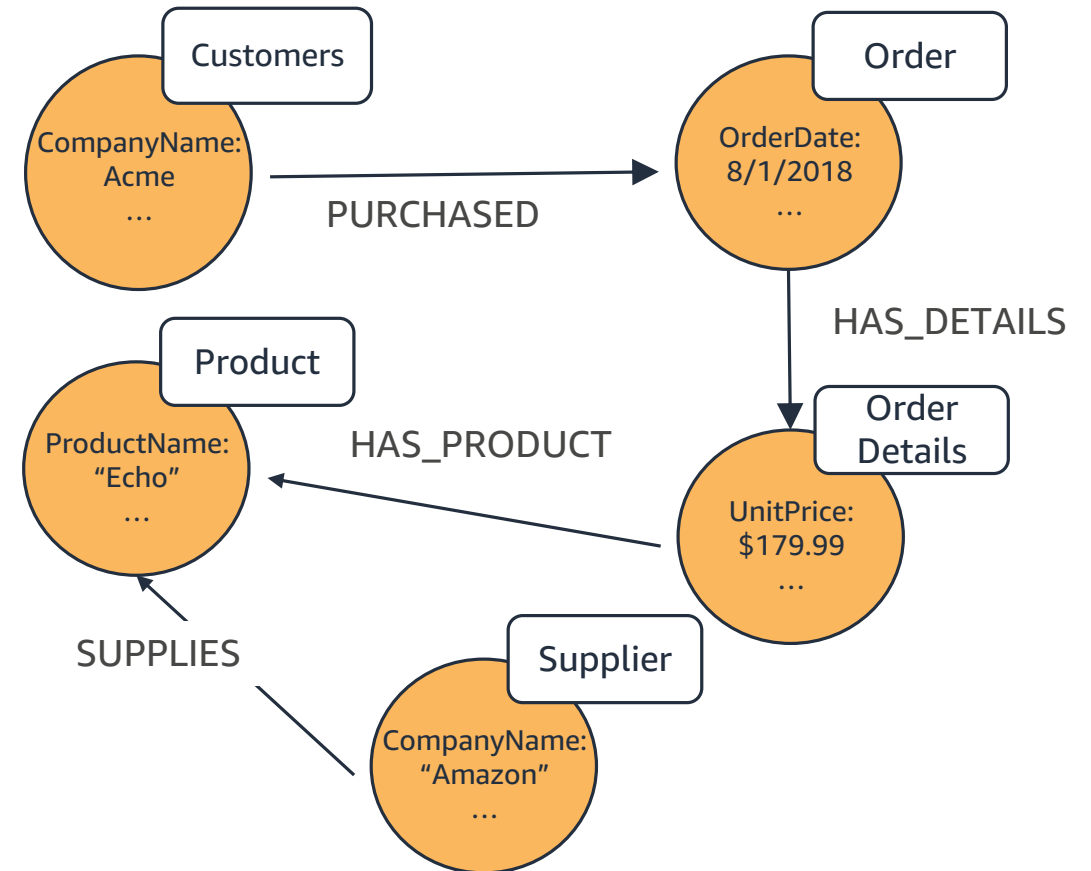 Customers
CompanyName:
Acme
...
PURCHASED
Order
OrderDate:
8/1/2018
...
HAS_DETAILS
Product
ProductName:
“Echo”
...
HAS_PRODUCT
Order
Details
UnitPrice:
$179.99
...
SUPPLIES
Supplier
CompanyName:
“Amazon”
...